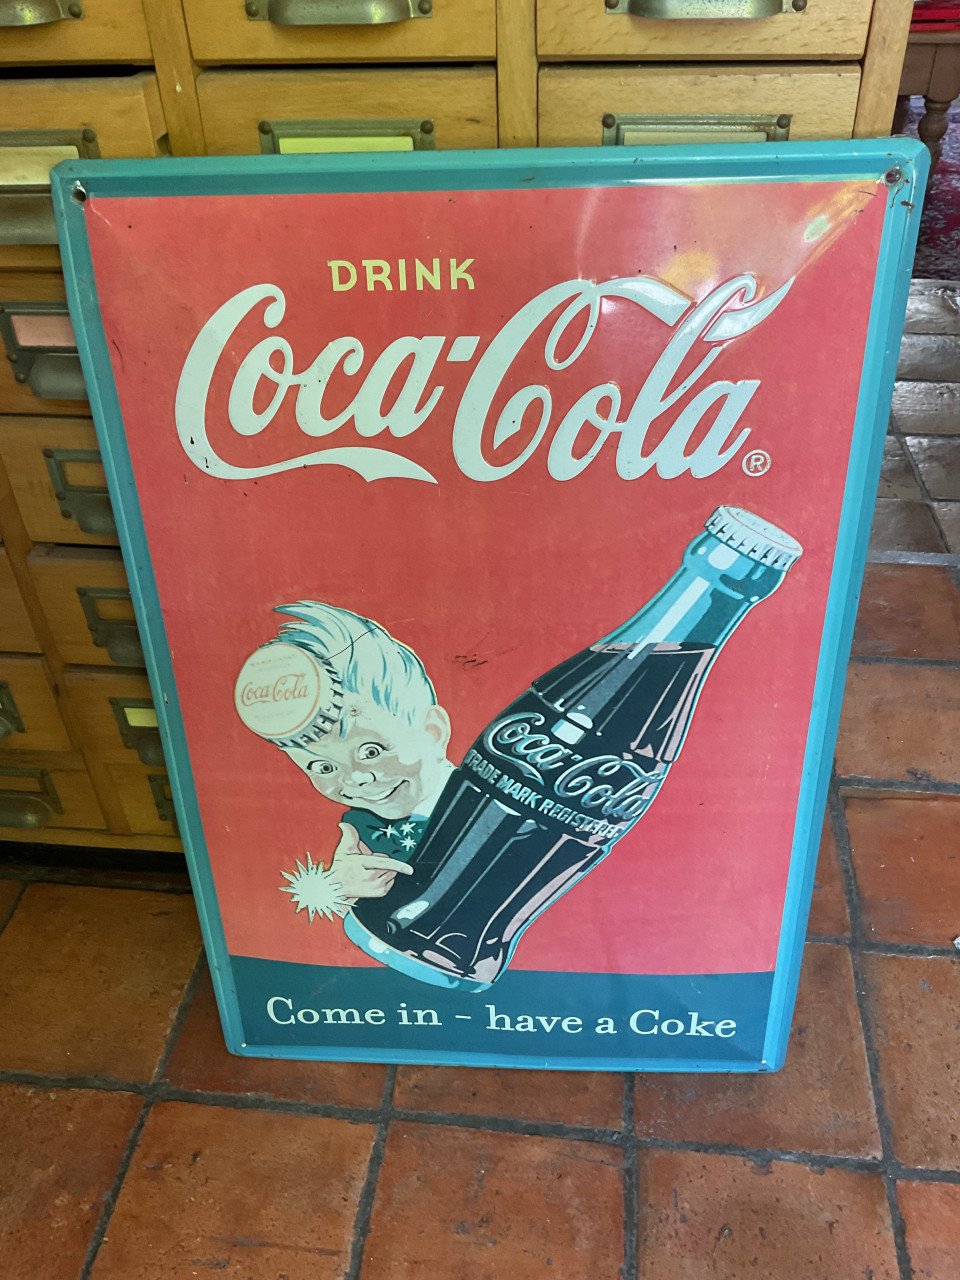 DRINK
Coca-Cola ®
Coca-Cola
Coca-Cola
TRADE MARK REGISTERED
Come in - have a Coke